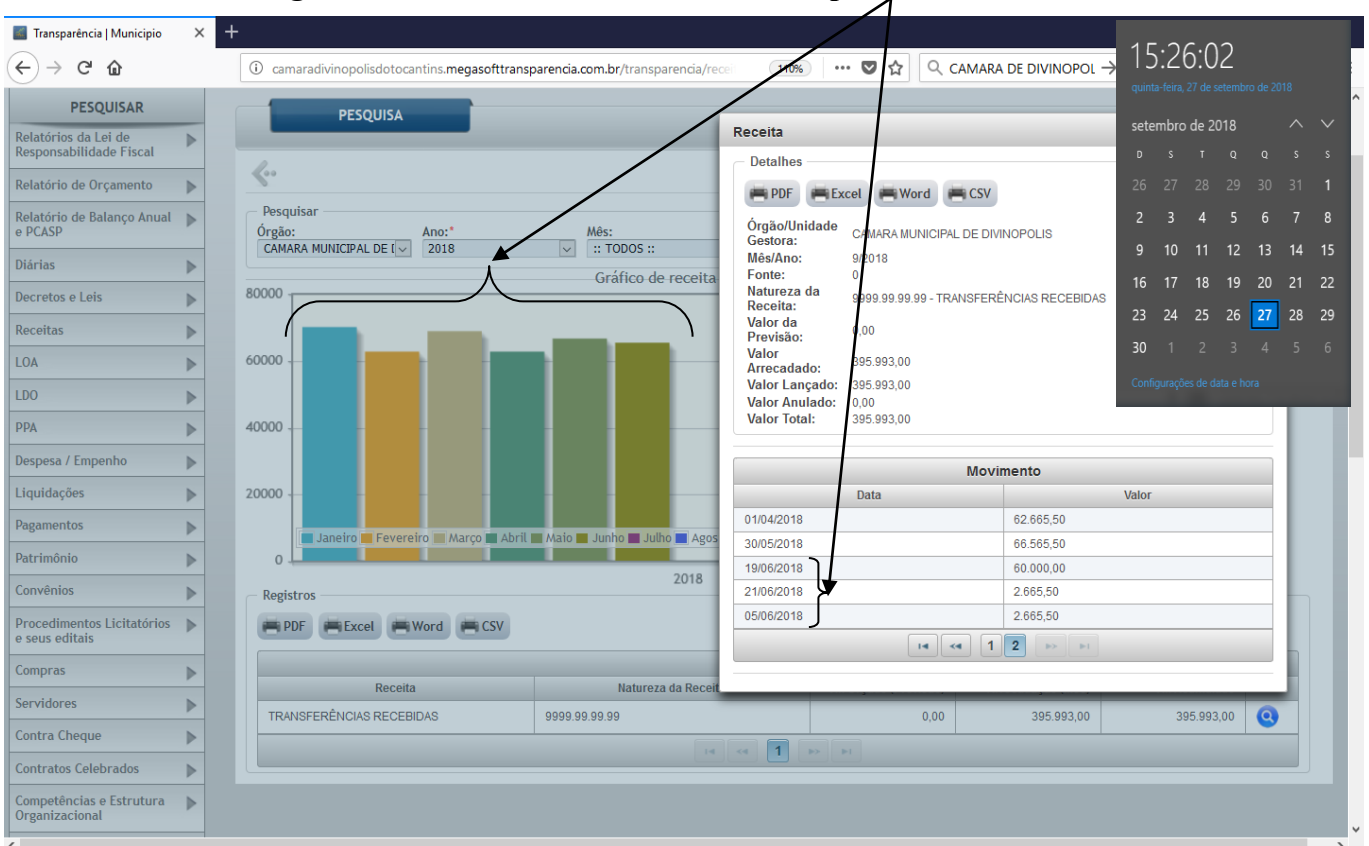 Transparência | Municipio
camaradivinopolisdotocantins.megasofttransparencia.com.br/transparencia/rece
110%
CAMARA DE DIVINOPOL
15:26:02
quinta-feira, 27 de setembro de 2018
setembro de 2018
D S T Q Q S S
26 27 28 29 30 31 1
2 3 4 5 6 7 8
9 10 11 12 13 14 15
16 17 18 19 20 21 22
23 24 25 26 27 28 29
30 1 2 3 4 5 6
Configurações de data e hora
PESQUISAR
Relatórios da Lei de
Responsabilidade Fiscal
Relatório de Orçamento
Relatório de Balanço Anual
e PCASP
Diárias
Decretos e Leis
Receitas
LOA
LDO
PPA
Despesa / Empenho
Liquidações
Pagamentos
Patrimônio
Convênios
Procedimentos Licitatórios
e seus editais
Compras
Servidores
Contra Cheque
Contratos Celebrados
Competências e Estrutura
Organizacional
PESQUISA
Pesquisar
Órgão: Ano:* Mês:
CAMARA MUNICIPAL DE 2018 :: TODOS ::
Gráfico de receita
80000
60000
40000
20000
0
Janeiro Fevereiro Março Abril Maio Junho Julho Agos
2018
Registros
PDF Excel Word CSV
Receita Natureza da Receit
TRANSFERÊNCIAS RECEBIDAS 9999.99.99.99 0,00 395.993,00 395.993,00
1
Receita
Detalhes
PDF Excel Word CSV
Órgão/Unidade
Gestora: CAMARA MUNICIPAL DE DIVINOPOLIS
Mês/Ano: 9/2018
Fonte: 0
Natureza da
Receita: 9999.99.99.99 - TRANSFERÊNCIAS RECEBIDAS
Valor da
Previsão: 0,00
Valor
Arrecadado: 395.993,00
Valor Lançado: 395.993,00
Valor Anulado: 0,00
Valor Total: 395.993,00
Movimento
Data Valor
01/04/2018 62.665,50
30/05/2018 66.565,50
19/06/2018 60.000,00
21/06/2018 2.665,50
05/06/2018 2.665,50
1 2